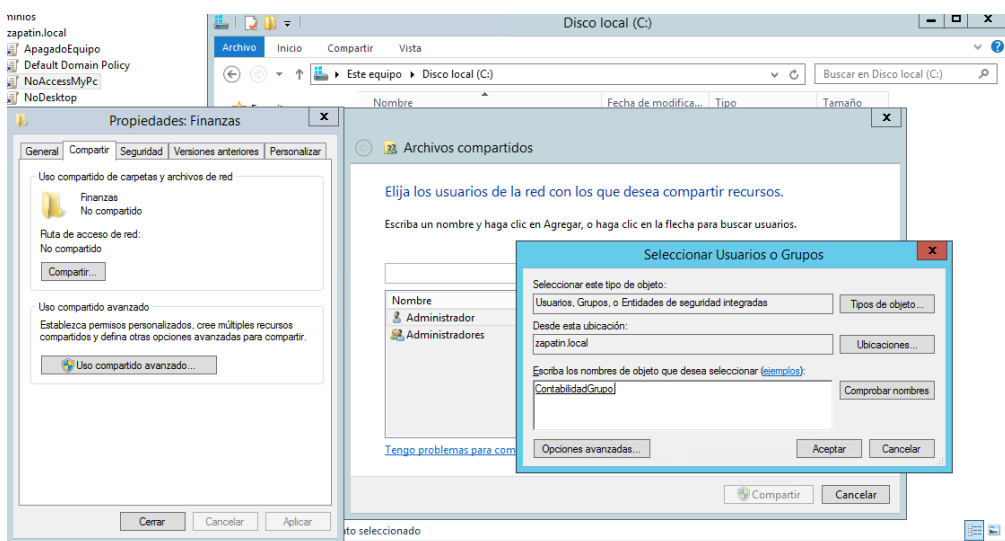 zapatin.local
ApagadoEquipo
Default Domain Policy
NoAccessMyPc
NoDesktop
Disco local (C:)
Archivo Inicio Compartir Vista
Este equipo Disco local (C:)
Buscar en Disco local (C:)
Nombre Fecha de modifica... Tipo Tamaño
Propiedades: Finanzas
General Compartir Seguridad Versiones anteriores Personalizar
Uso compartido de carpetas y archivos de red
Finanzas
No compartido
Ruta de acceso de red:
No compartido
Compartir...
Uso compartido avanzado
Establezca permisos personalizados, cree múltiples recursos
compartidos y defina otras opciones avanzadas para compartir.
Uso compartido avanzado...
Cerrar Cancelar Aplicar
Archivos compartidos
Elija los usuarios de la red con los que desea compartir recursos.
Escriba un nombre y haga clic en Agregar, o haga clic en la flecha para buscar usuarios.
Nombre
Administrador
Administradores
Tengo problemas para com
Compartir Cancelar
Seleccionar Usuarios o Grupos
Seleccionar este tipo de objeto:
Usuarios, Grupos, o Entidades de seguridad integradas
Tipos de objeto...
Desde esta ubicación:
zapatin.local
Ubicaciones...
Escriba los nombres de objeto que desea seleccionar (ejemplos):
ContabilidadGrupo
Comprobar nombres
Opciones avanzadas...
Aceptar Cancelar
seleccionado